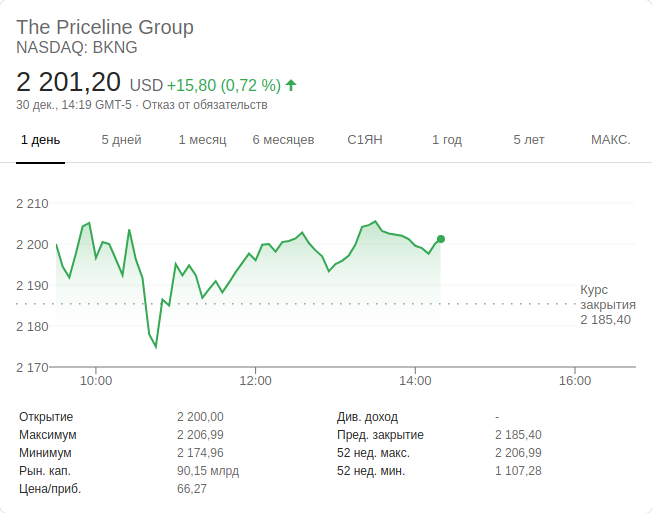 The Priceline Group
NASDAQ: BKNG
2 201,20 USD +15,80 (0,72 %)
30 дек., 14:19 GMT-5 · Отказ от обязательств
1 день 5 дней 1 месяц 6 месяцев С1ЯН 1 год 5 лет МАКС.
2 210
2 200
2 190
2 180
2 170
Курс
закрытия
2 185,40
10:00 12:00 14:00 16:00
Открытие 2 200,00 Див. доход -
Максимум 2 206,99 Пред. закрытие 2 185,40
Минимум 2 174,96 52 нед. макс. 2 206,99
Рын. кап. 90,15 млрд 52 нед. мин. 1 107,28
Цена/приб. 66,27